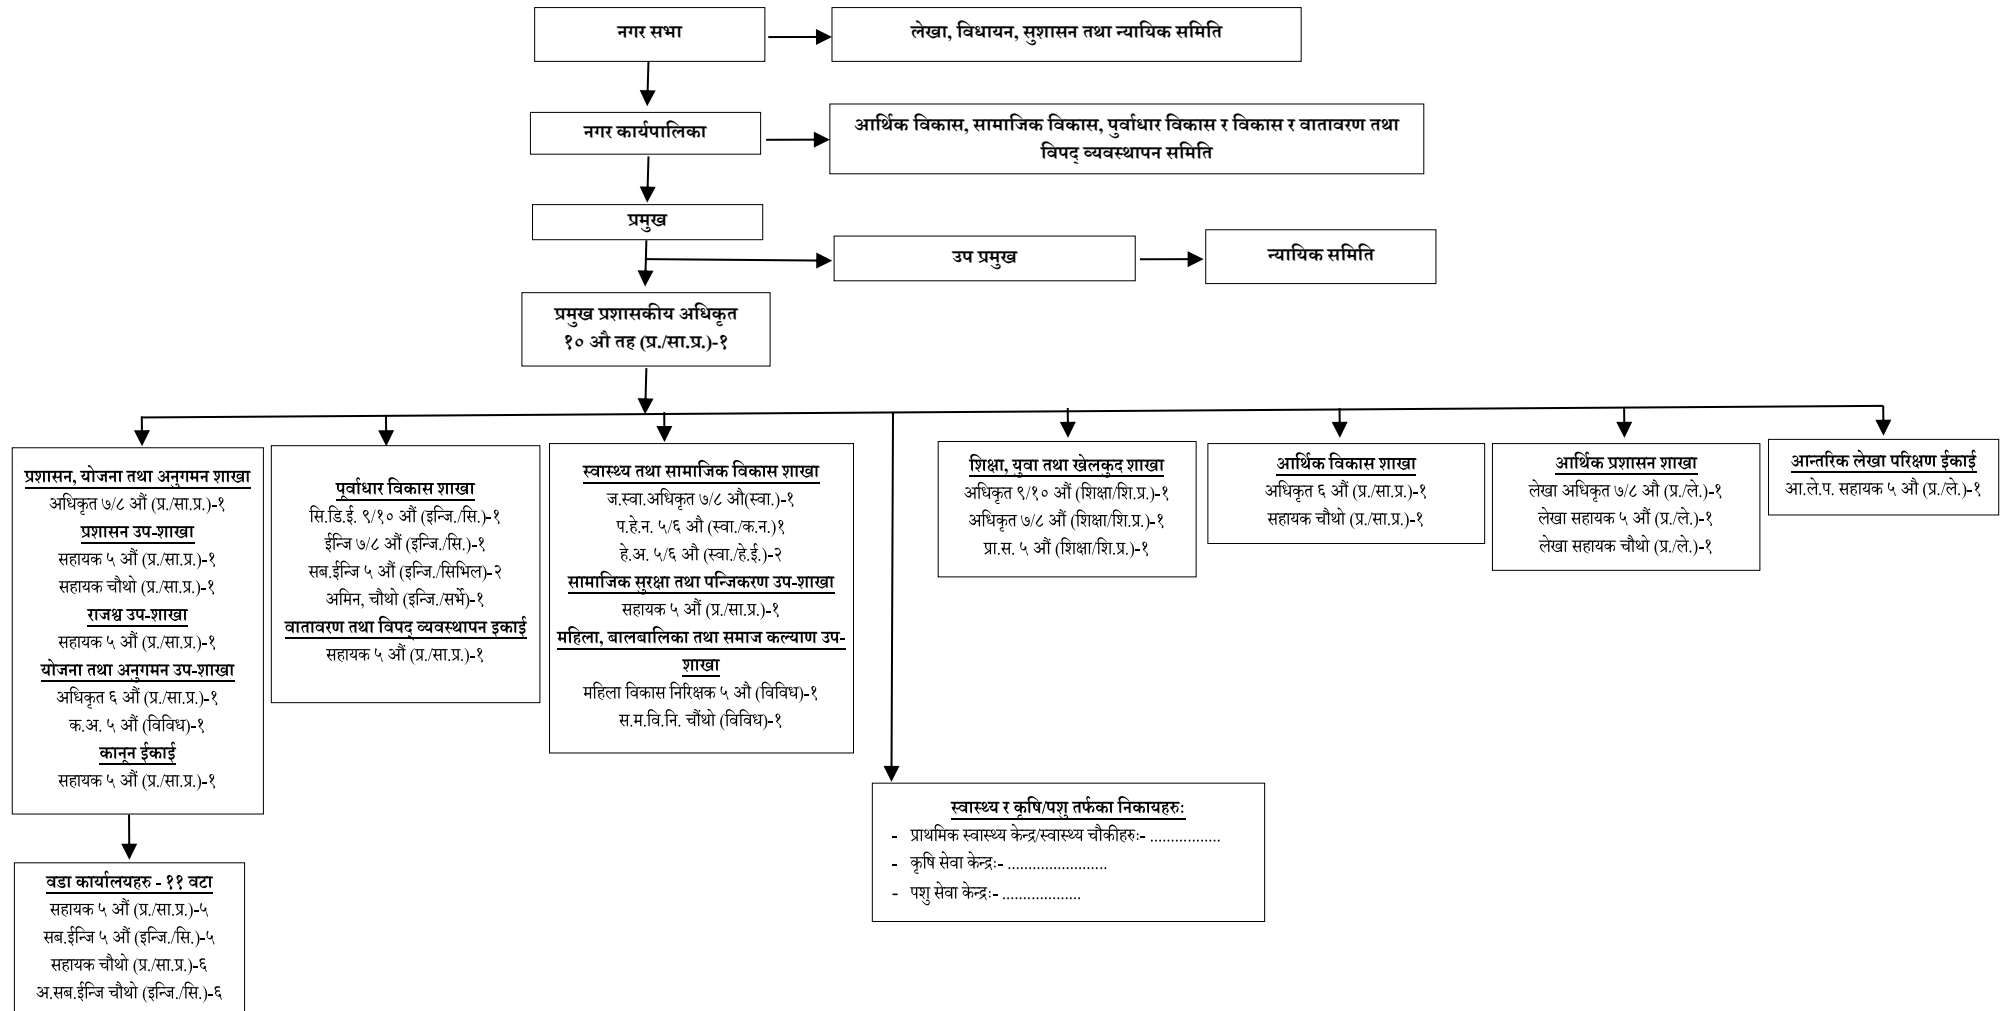 नगर सभा
लेखा, विधायन, सुशासन तथा न्यायिक समिति
नगर कार्यपालिका
आर्थिक विकास, सामाजिक विकास, पुर्वाधार विकास र विकास र वातावरण तथा
विपद् व्यवस्थापन समिति
प्रमुख
उप प्रमुख
न्यायिक समिति
प्रमुख प्रशासकीय अधिकृत
१० औ तह (प्र./सा.प्र.)-१
प्रशासन, योजना तथा अनुगमन शाखा
अधिकृत ७/८ औं (प्र./सा.प्र.)-१
प्रशासन उप-शाखा
सहायक ५ औं (प्र./सा.प्र.)-१
सहायक चौथो (प्र./सा.प्र.)-१
राजश्व उप-शाखा
सहायक ५ औं (प्र./सा.प्र.)-१
योजना तथा अनुगमन उप-शाखा
अधिकृत ६ औं (प्र./सा.प्र.)-१
क.अ. ५ औं (विविध)-१
कानून ईकाई
सहायक ५ औं (प्र./सा.प्र.)-१
वडा कार्यालयहरु - ११ वटा
सहायक ५ औं (प्र./सा.प्र.)-५
सब.ईन्जि ५ औं (इन्जि./सि.)-५
सहायक चौथो (प्र./सा.प्र.)-६
अ.सब.ईन्जि चौथो (इन्जि./सि.)-६
पूर्वाधार विकास शाखा
सि.डि.ई. ९/१० औं (इन्जि./सि.)-१
ईन्जि ७/८ औं (इन्जि./सि.)-१
सब.ईन्जि ५ औं (इन्जि./सिभिल)-२
अमिन, चौथो (इन्जि./सर्भे)-१
वातावरण तथा विपद् व्यवस्थापन इकाई
सहायक ५ औं (प्र./सा.प्र.)-१
स्वास्थ्य तथा सामाजिक विकास शाखा
ज.स्वा.अधिकृत ७/८ औ(स्वा.)-१
प.हे.न. ५/६ औ (स्वा./क.न.)१
हे.अ. ५/६ औ (स्वा./हे.ई.)-२
सामाजिक सुरक्षा तथा पन्जिकरण उप-शाखा
सहायक ५ औं (प्र./सा.प्र.)-१
महिला, बालबालिका तथा समाज कल्याण उप-
शाखा
महिला विकास निरिक्षक ५ औ (विविध)-१
स.म.वि.नि. चौंथो (विविध)-१
स्वास्थ्य र कृषि/पशु तर्फका निकायहरु:
- प्राथमिक स्वास्थ्य केन्द्र/स्वास्थ्य चौकीहरुः- .................
- कृषि सेवा केन्द्रः- ........................
- पशु सेवा केन्द्रः- ...................
शिक्षा, युवा तथा खेलकुद शाखा
अधिकृत ९/१० औं (शिक्षा/शि.प्र.)-१
अधिकृत ७/८ औं (शिक्षा/शि.प्र.)-१
प्रा.स. ५ औं (शिक्षा/शि.प्र.)-१
आर्थिक विकास शाखा
अधिकृत ६ औं (प्र./सा.प्र.)-१
सहायक चौथो (प्र./सा.प्र.)-१
आर्थिक प्रशासन शाखा
लेखा अधिकृत ७/८ औ (प्र./ले.)-१
लेखा सहायक ५ औं (प्र./ले.)-१
लेखा सहायक चौथो (प्र./ले.)-१
आन्तरिक लेखा परिक्षण ईकाई
आ.ले.प. सहायक ५ औ (प्र./ले.)-१